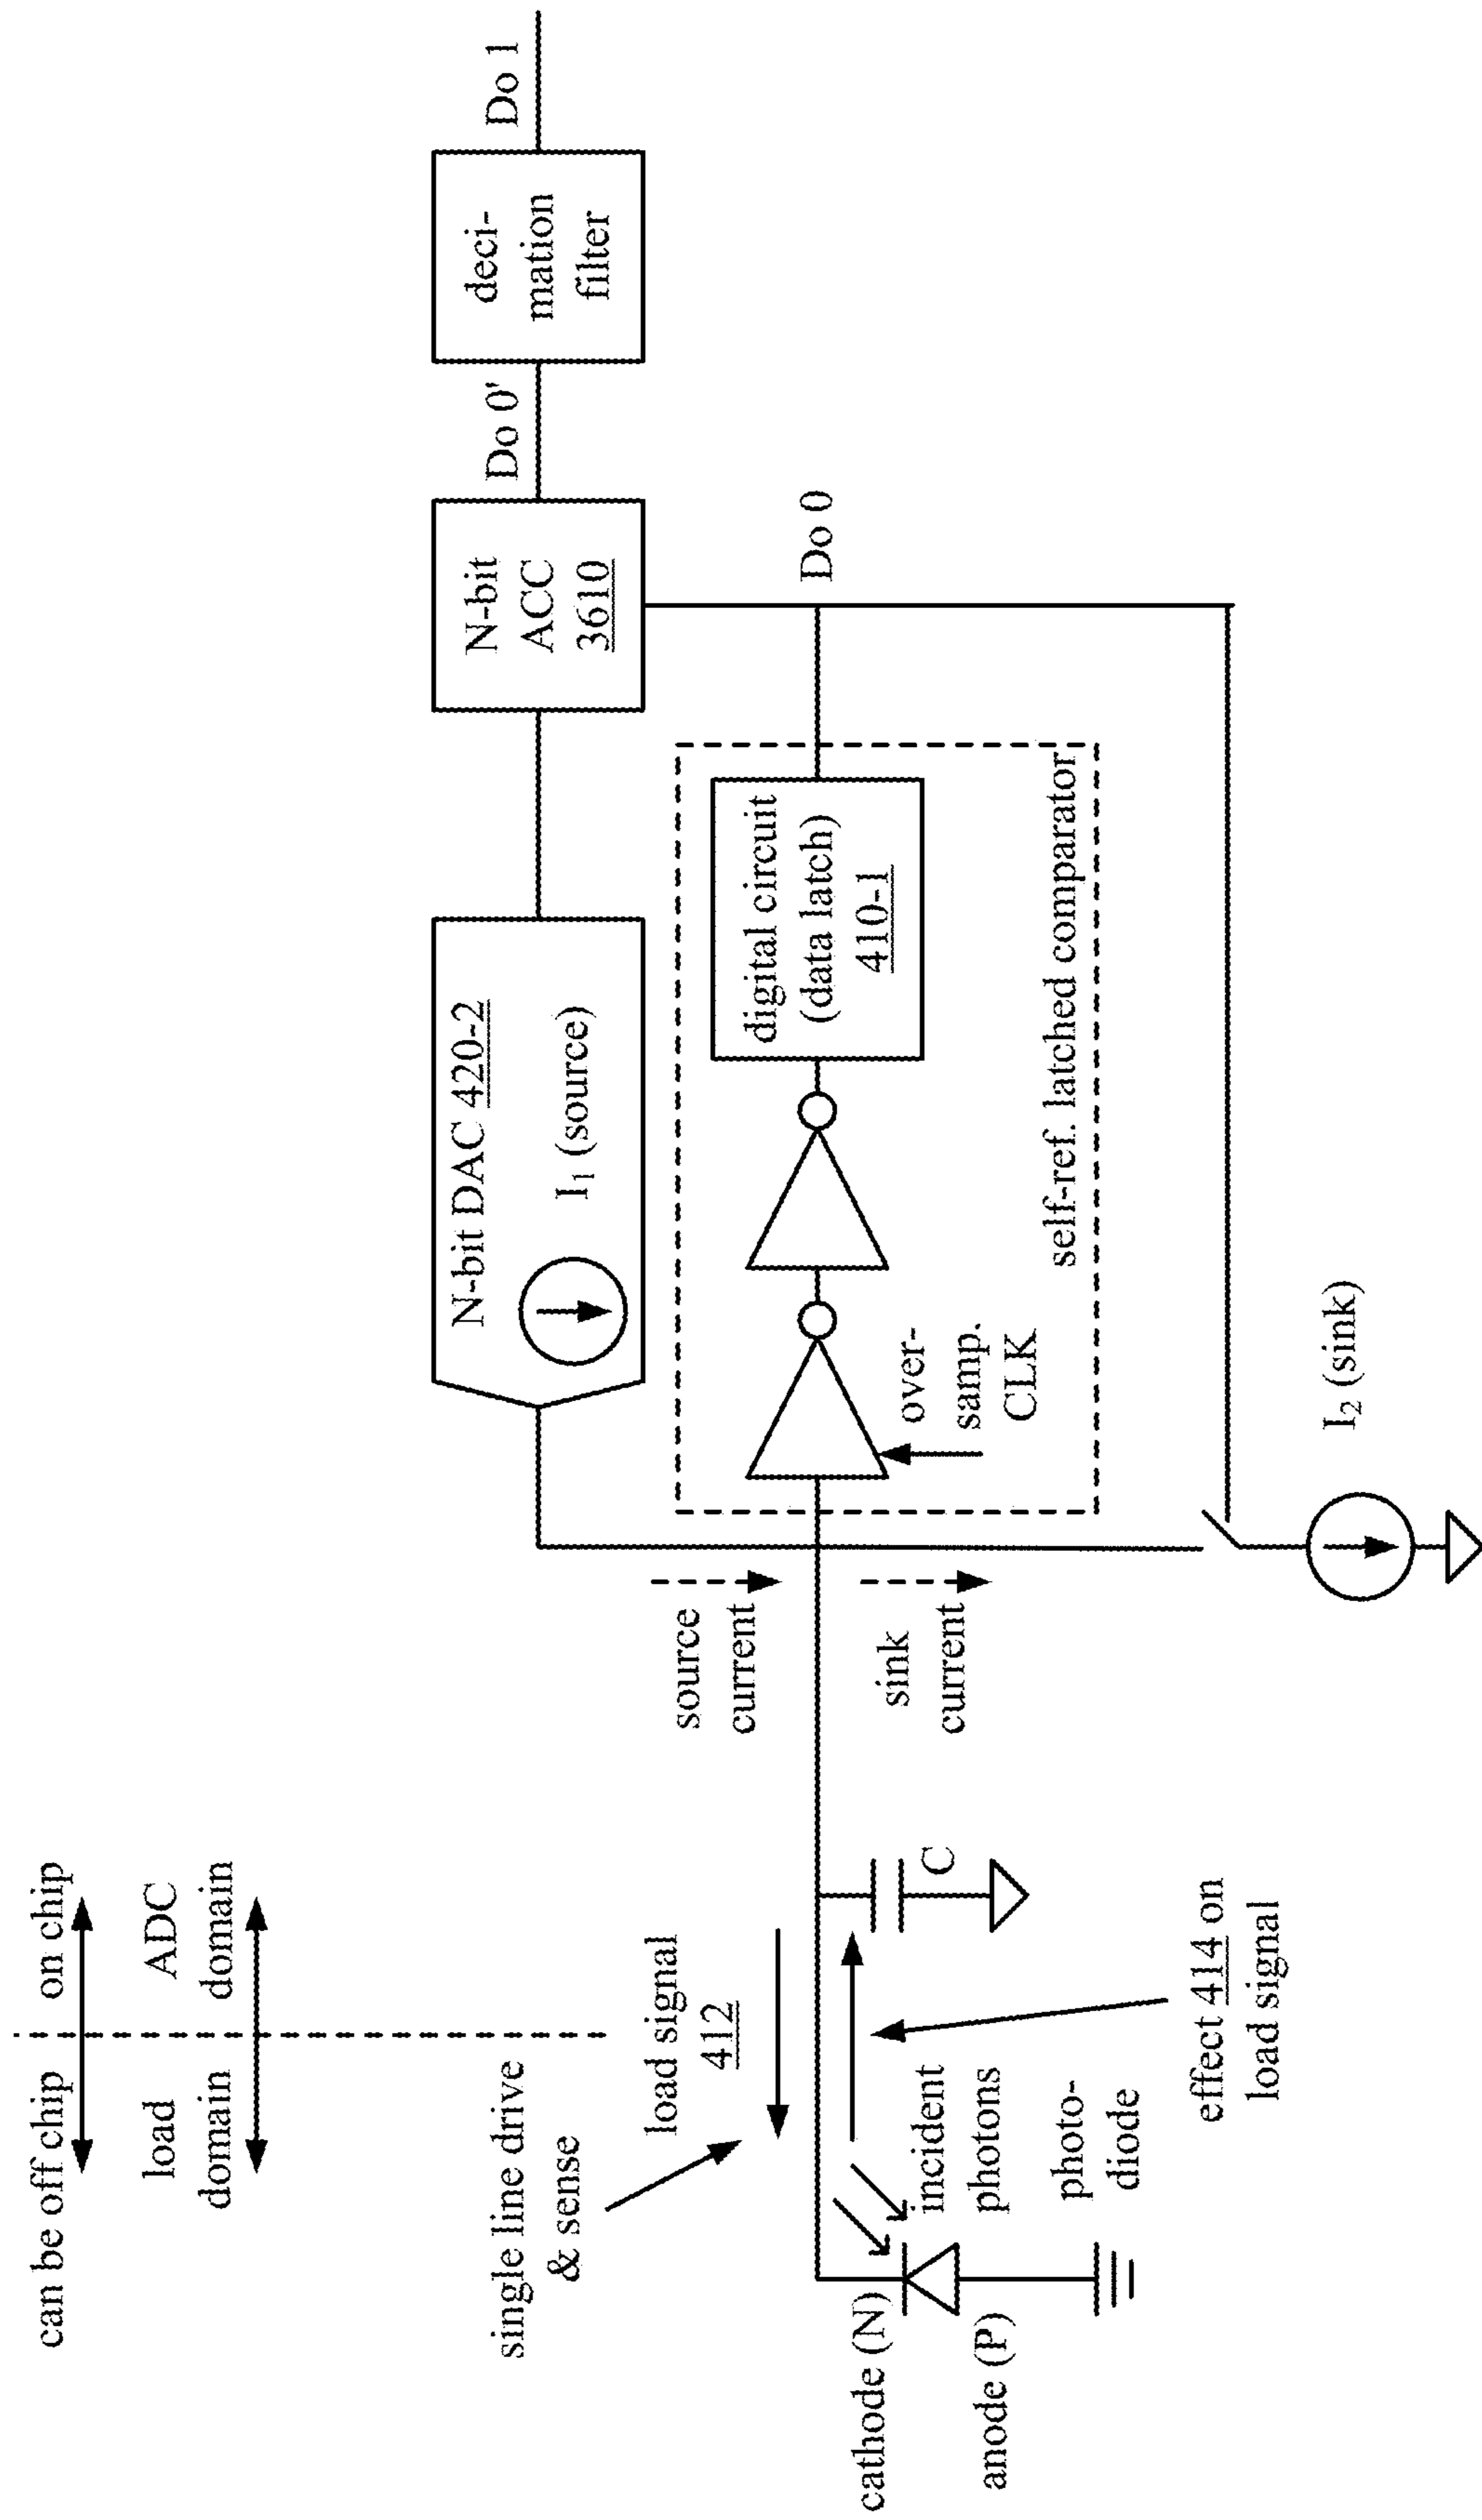 can be off chip
on chip
load
domain
ADC
domain
single line drive
& sense
load signal
412
source
current
sink
current
N-bit DAC 420-2
I₁ (source)
N-bit
ACC
3610
Do 0'
deci-
mation
filter
Do 1
digital circuit
(data latch)
410-1
Do 0
over-
samp.
CLK
self-ref. latched comparator
I₂ (sink)
C
cathode (N)
anode (P)
incident
photons
photo-
diode
effect 414 on
load signal